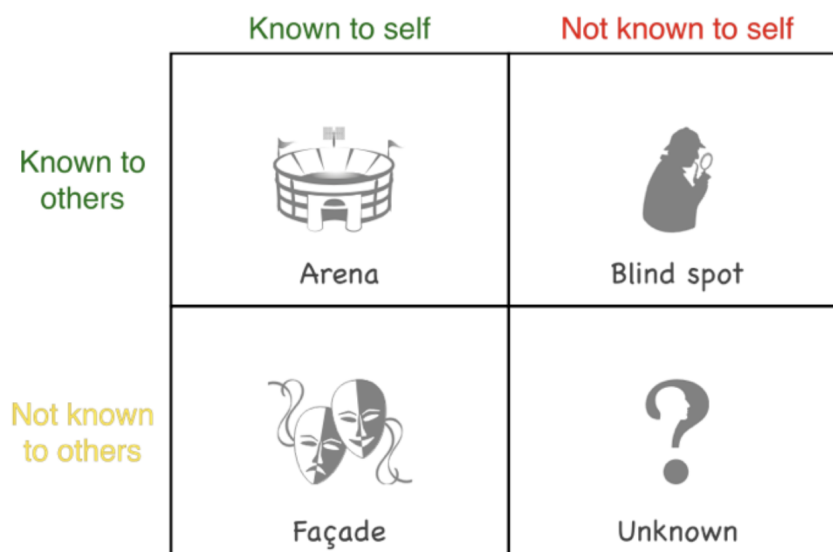 Known to self
Not known to self
Known to
others
Arena
Blind spot
Not known
to others
Façade
Unknown